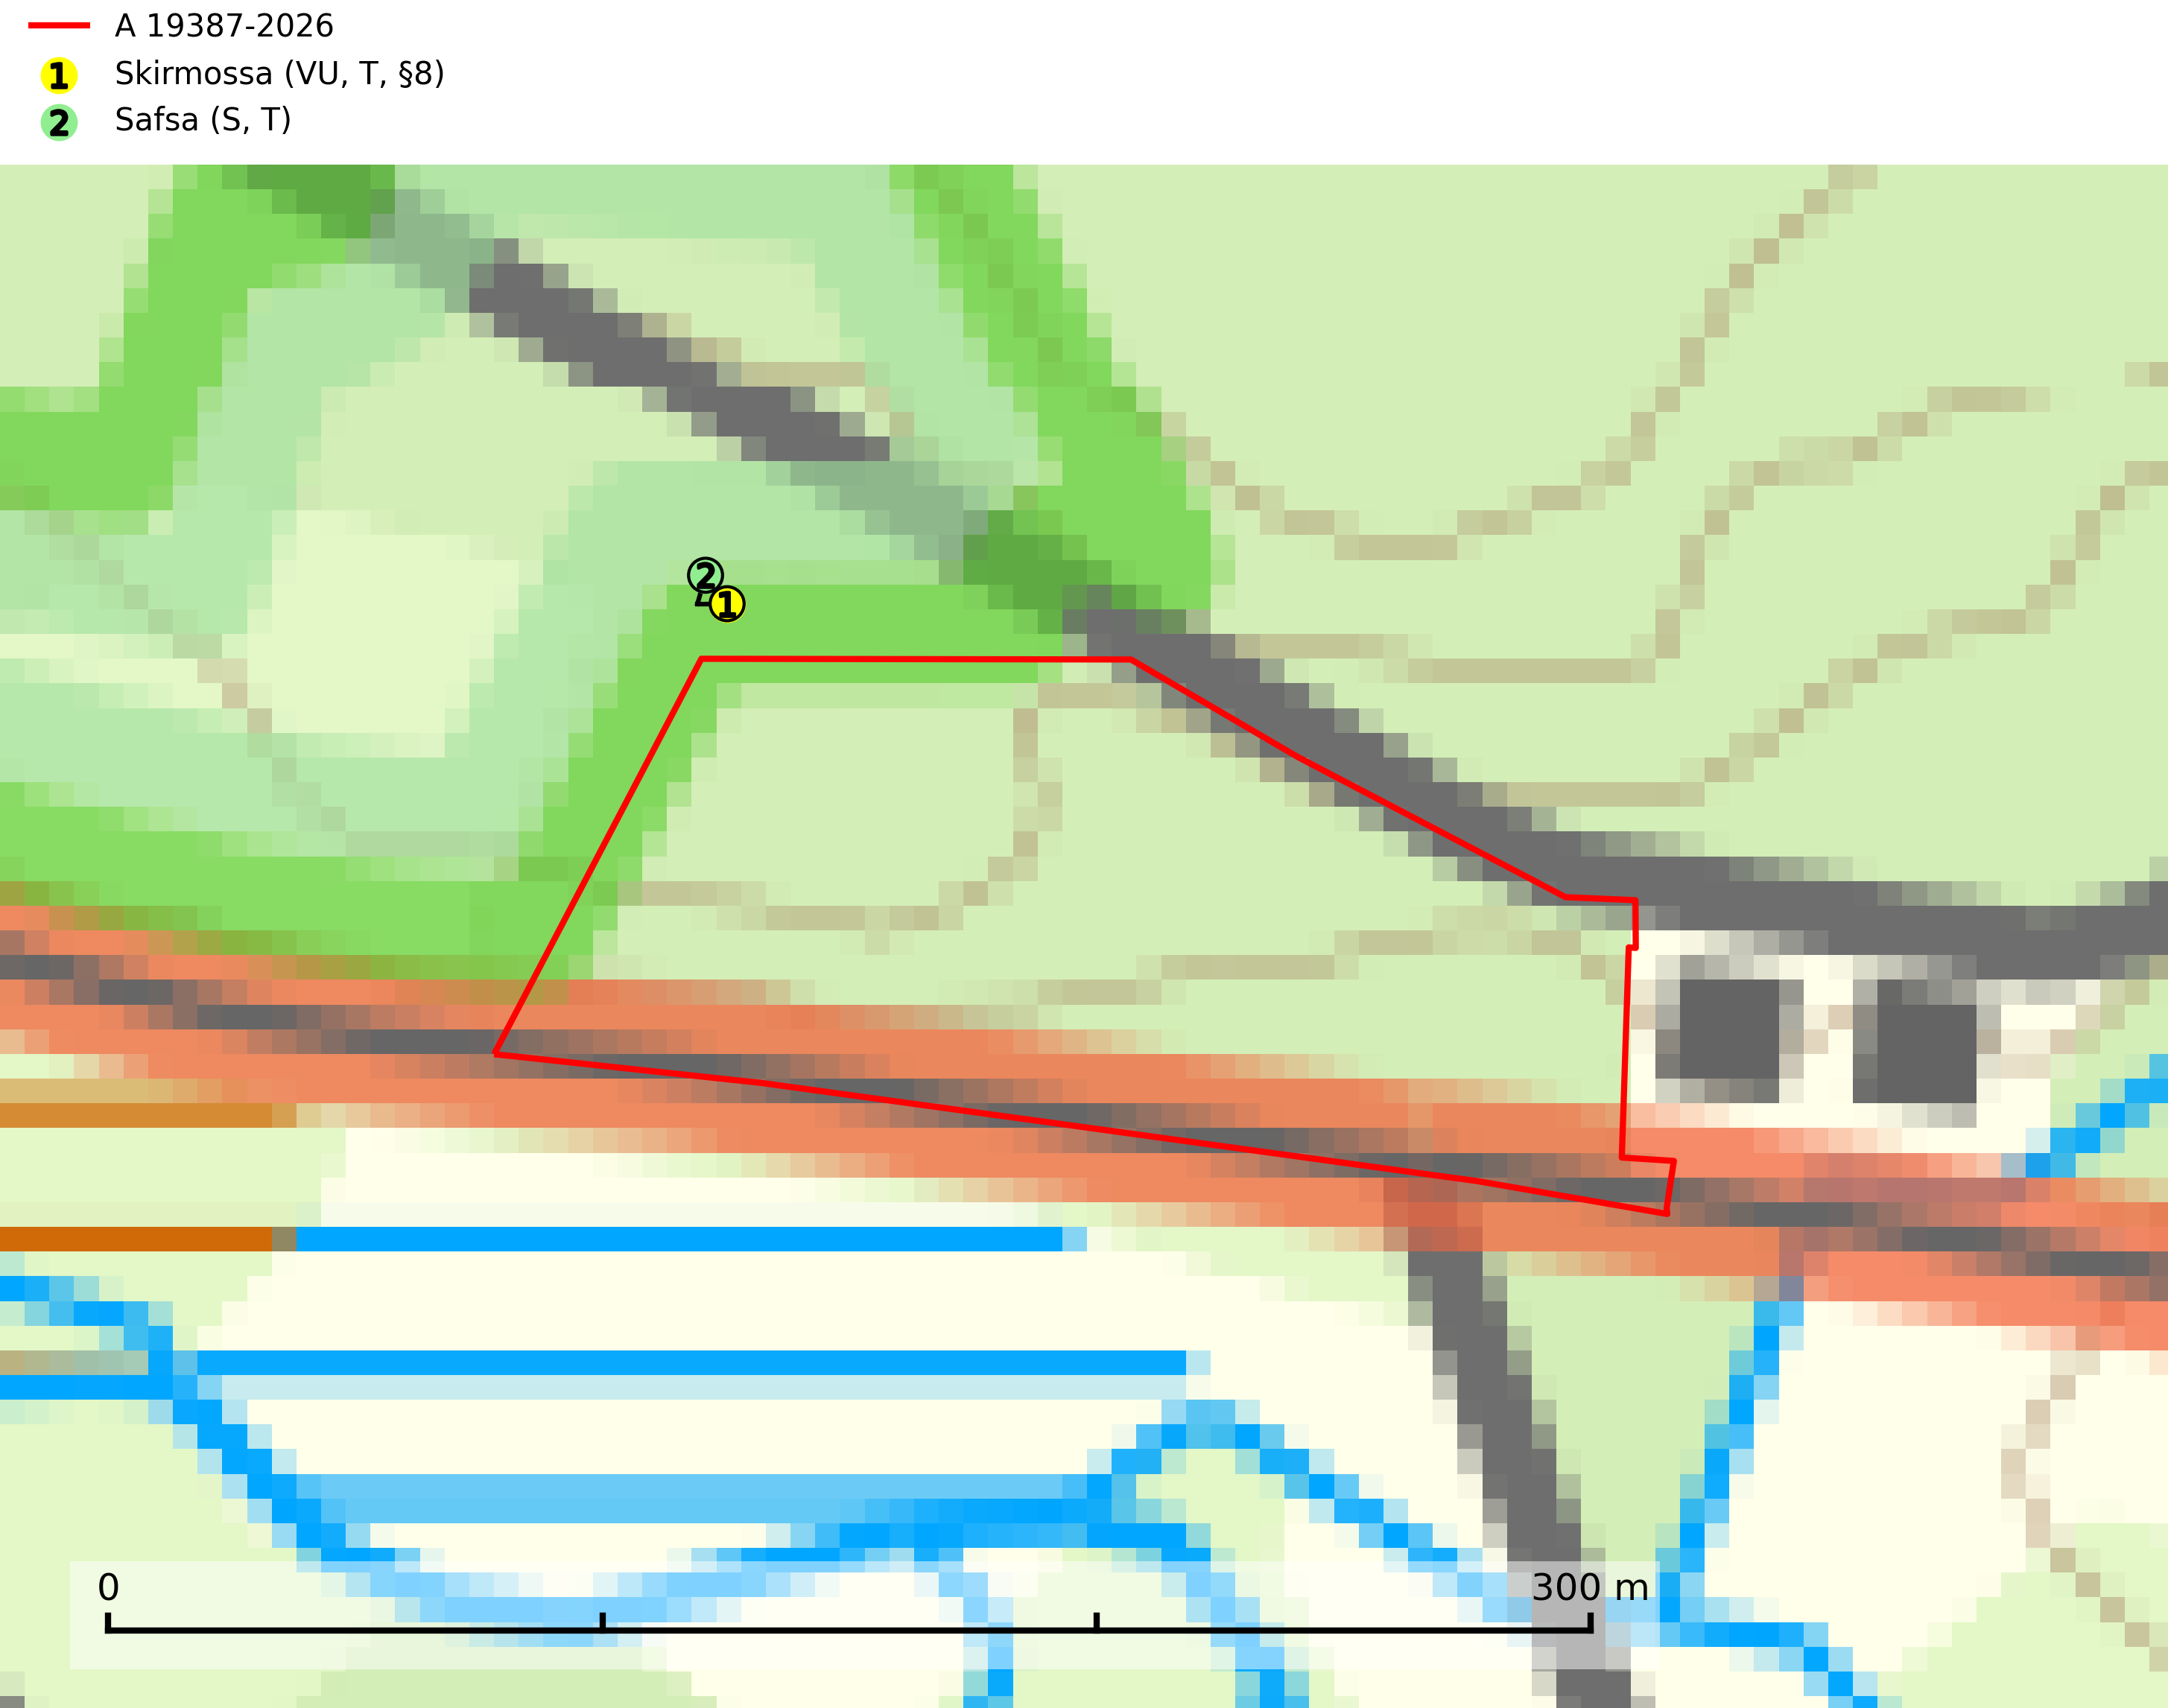 A 19387-2026
1 Skirmossa (VU, T, §8)
2 Safsa (S, T)
2
1
0 300 m